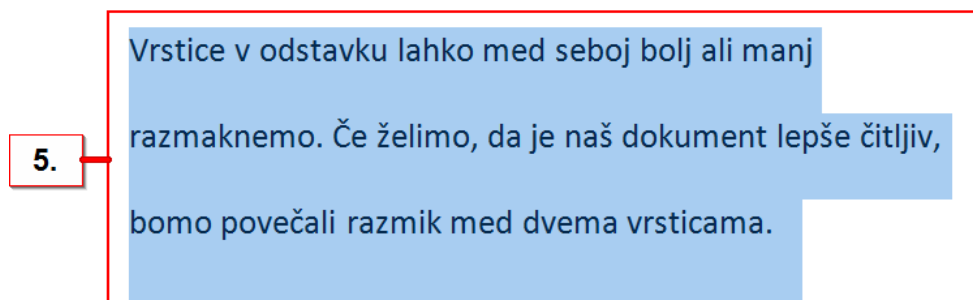 Vrstice v odstavku lahko med seboj bolj ali manj
razmaknemo. Če želimo, da je naš dokument lepše čitljiv,
5.
bomo povečali razmik med dvema vrsticama.